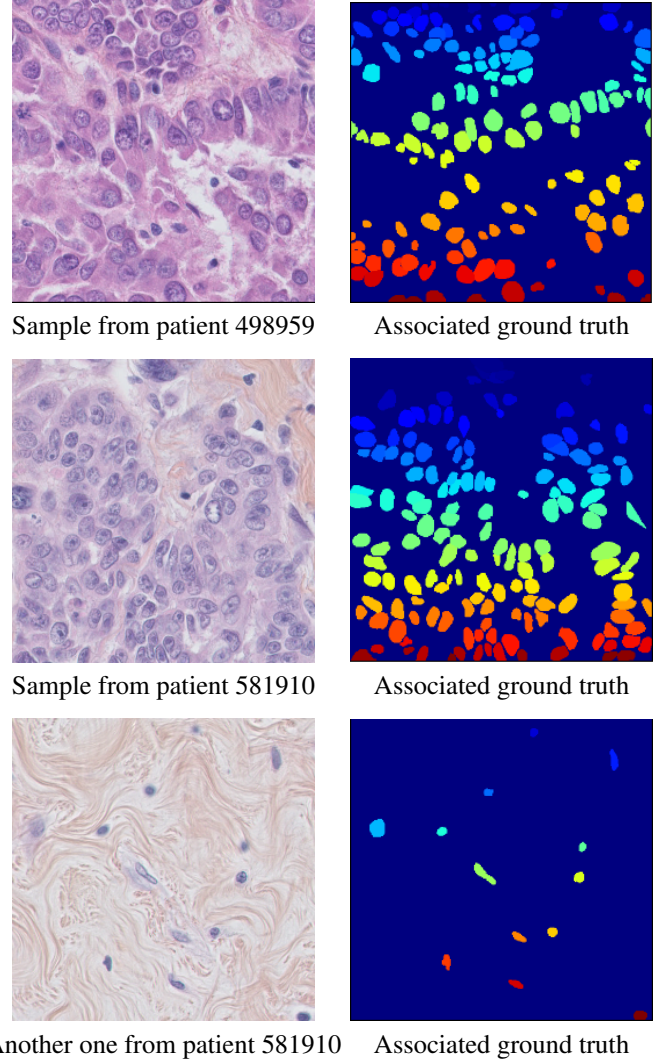 Sample from patient 498959 Associated ground truth
Sample from patient 581910 Associated ground truth
Another one from patient 581910 Associated ground truth